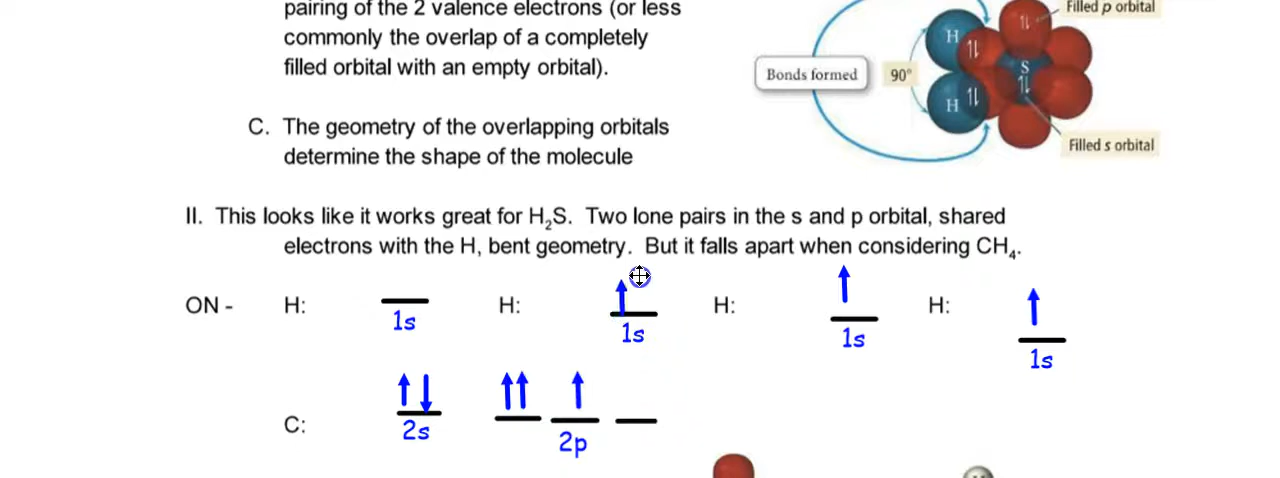 pairing of the 2 valence electrons (or less
commonly the overlap of a completely
filled orbital with an empty orbital).
C. The geometry of the overlapping orbitals
determine the shape of the molecule
Filled p orbital
H
⥮
⥮
S
⥮
Bonds formed
90°
H
⥮
Filled s orbital
II. This looks like it works great for H₂S. Two lone pairs in the s and p orbital, shared
electrons with the H, bent geometry. But it falls apart when considering CH₄.
ON - H: H: ↑ H: ↑ H: ↑
1s 1s 1s 1s
C: ↑↓ ↑↑ ↑
2s 2p